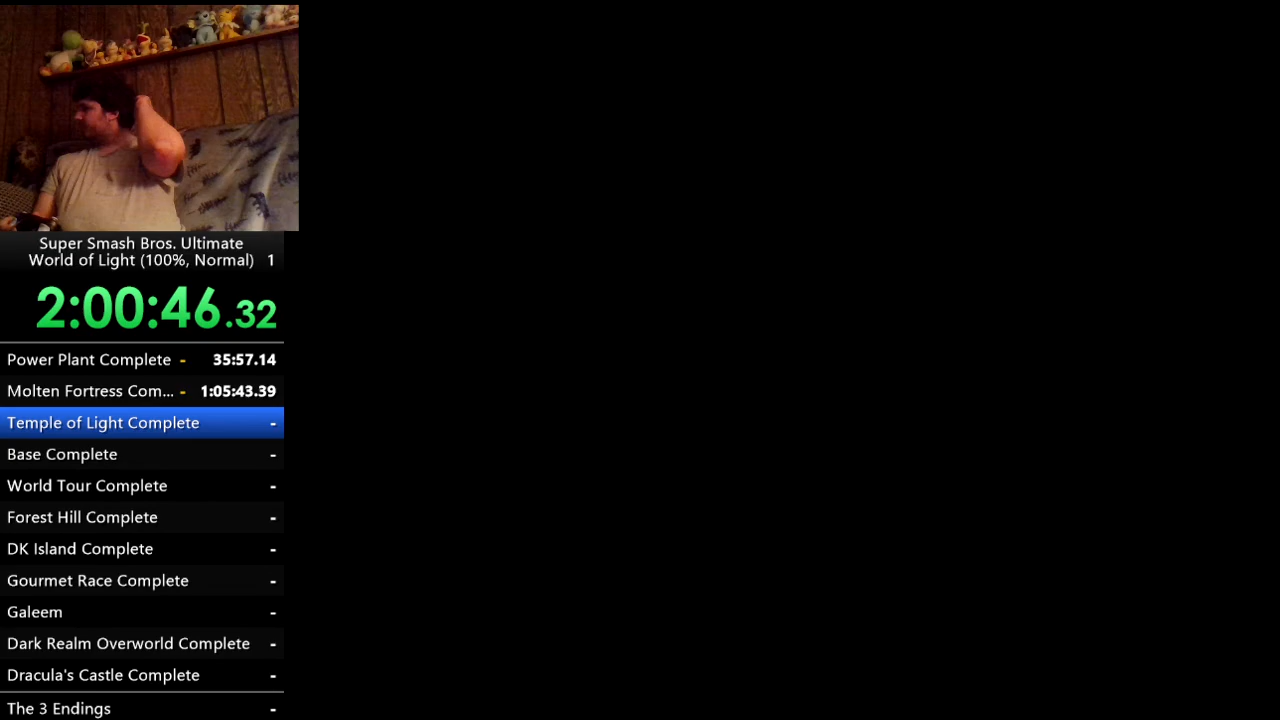 Super Smash Bros. Ultimate
World of Light (100%, Normal) 1
2:00:46.32
Power Plant Complete - 35:57.14
Molten Fortress Com... - 1:05:43.39
Temple of Light Complete -
Base Complete -
World Tour Complete -
Forest Hill Complete -
DK Island Complete -
Gourmet Race Complete -
Galeem -
Dark Realm Overworld Complete -
Dracula's Castle Complete -
The 3 Endings -